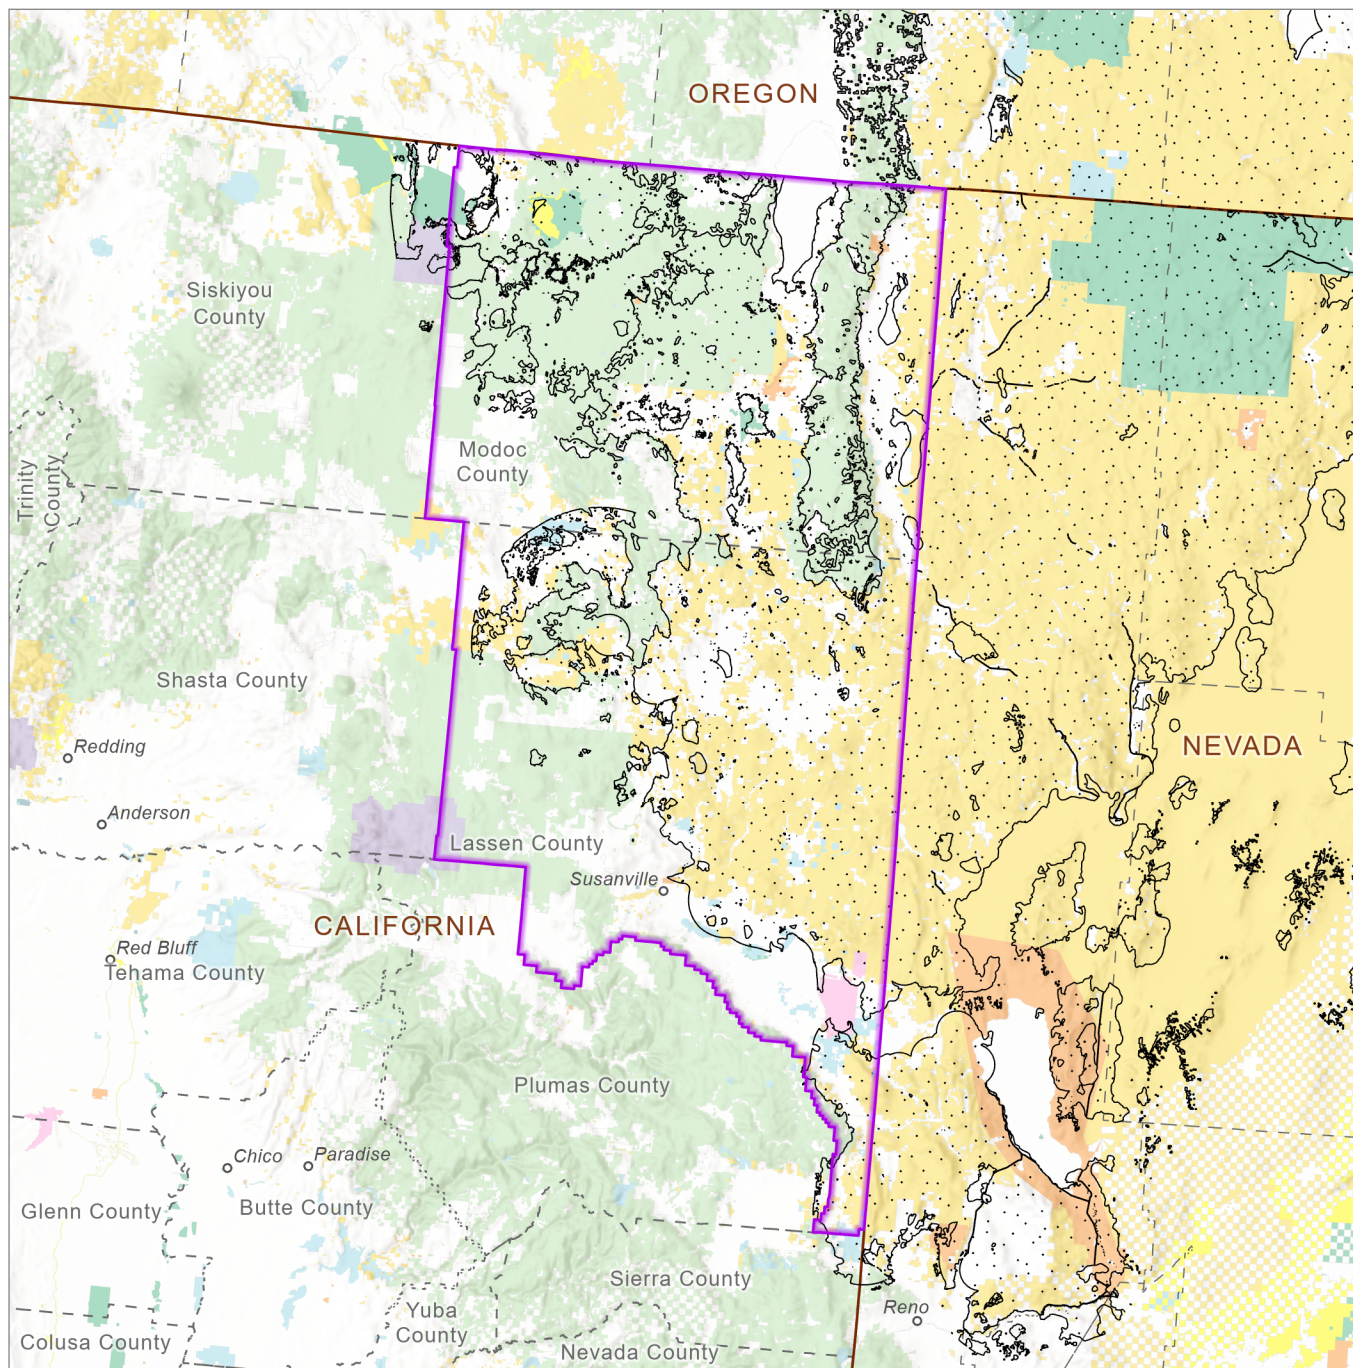 OREGON
Siskiyou
County
Modoc
County
Trinity
County
Shasta County
Redding
NEVADA
Anderson
Lassen County
Susanville
CALIFORNIA
Red Bluff
Tehama County
Plumas County
Chico
Paradise
Glenn County
Butte County
Sierra County
Reno
Yuba
County
Colusa County
Nevada County